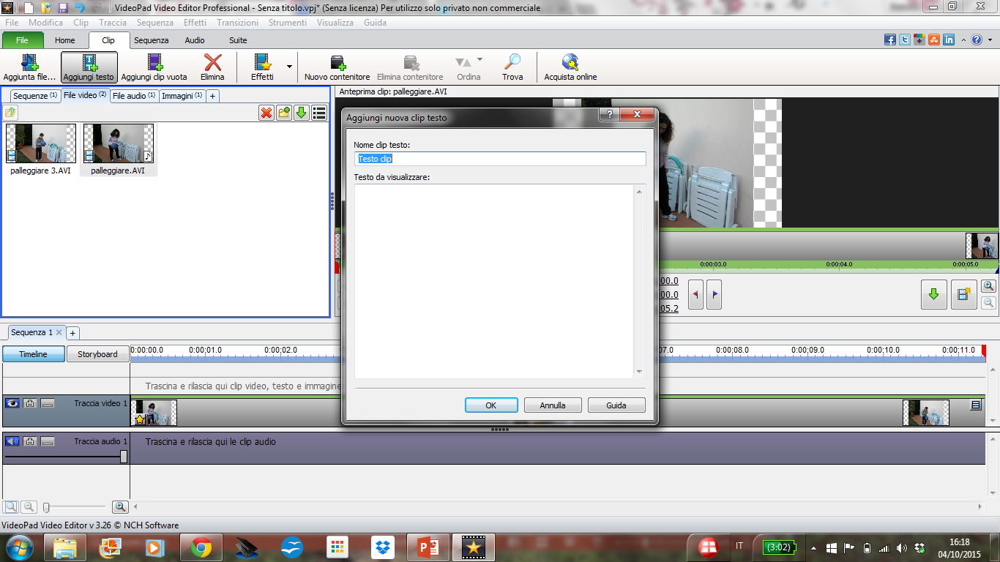 VideoPad Video Editor Professional - Senza titolo.vpj* (Senza licenza) Per utilizzo solo privato non commerciale
File Modifica Clip Traccia Sequenza Effetti Transizioni Strumenti Visualizza Guida
File Home Clip Sequenza Audio Suite
Aggiunta file... Aggiungi testo Aggiungi clip vuota Elimina Effetti Nuovo contenitore Elimina contenitore Ordina Trova Acquista online
Sequenze (1) File video (2) File audio (1) Immagini (1) +
Anteprima clip: palleggiare.AVI
palleggiare 3.AVI palleggiare.AVI
Aggiungi nuova clip testo
Nome clip testo:
Testo clip
Testo da visualizzare:
OK Annulla Guida
0:00:03.0 0:00:04.0 0:00:05.0
00.0
00.0
05.2
Sequenza 1 +
Timeline Storyboard
0:00:00.0 0:00:01.0 0:00:02.0 07.0 0:00:08.0 0:00:09.0 0:00:10.0 0:00:11.0
Trascina e rilascia qui clip video, testo e immagine
Traccia video 1
Traccia audio 1 Trascina e rilascia qui le clip audio
VideoPad Video Editor v 3.26 © NCH Software
IT (3:02) 16:18
04/10/2015